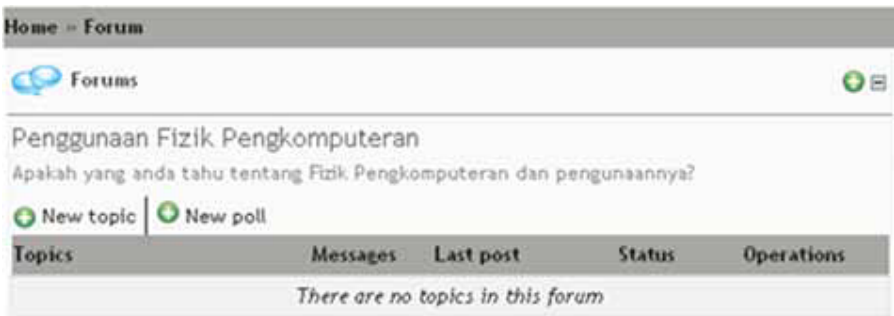 Home » Forum
Forums
Penggunaan Fizik Pengkomputeran
Apakah yang anda tahu tentang Fizik Pengkomputeran dan pengunaannya?
New topic New poll
Topics Messages Last post Status Operations
There are no topics in this forum